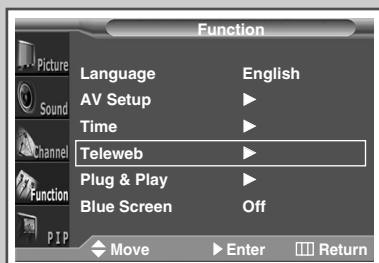 Function
Picture
Sound
Channel
Function
PIP
Language English
AV Setup ▶
Time ▶
Teleweb ▶
Plug & Play ▶
Blue Screen Off
Move ▶ Enter Return